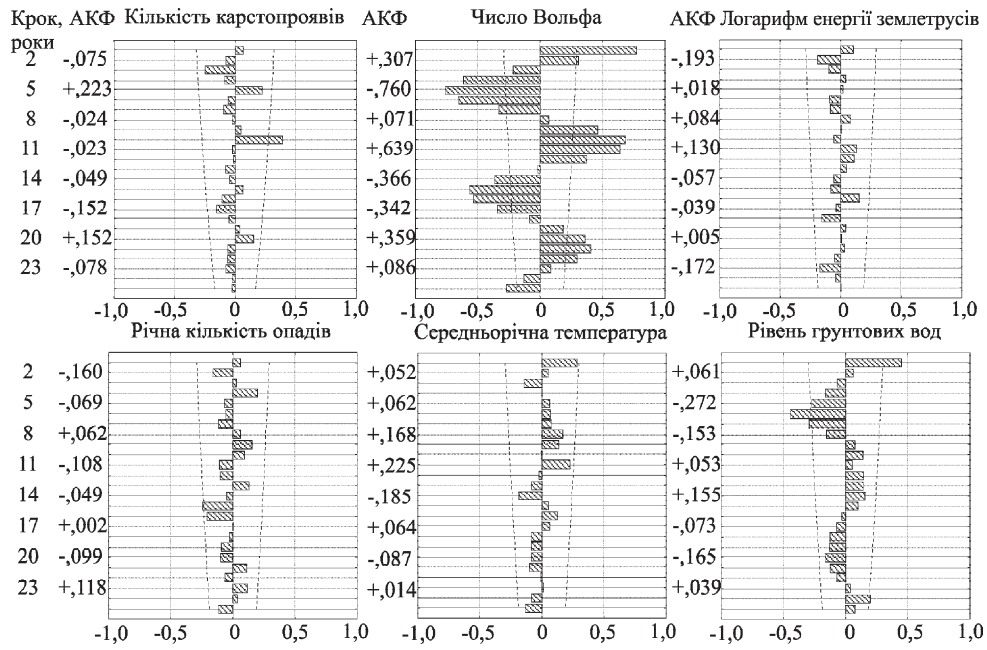 Крок, АКФ Кількість карстопроявів АКФ Число Вольфа АКФ Логарифм енергії землетрусів
роки
2 -,075 +,307 -,193
5 +,223 -,760 +,018
8 -,024 +,071 +,084
11 -,023 +,639 +,130
14 -,049 -,366 -,057
17 -,152 -,342 -,039
20 +,152 +,359 +,005
23 -,078 +,086 -,172
-1,0 -0,5 0 0,5 1,0 -1,0 -0,5 0 0,5 1,0 -1,0 -0,5 0 0,5 1,0
Річна кількість опадів Середньорічна температура Рівень грунтових вод
2 -,160 +,052 +,061
5 -,069 +,062 -,272
8 +,062 +,168 -,153
11 -,108 +,225 +,053
14 -,049 -,185 +,155
17 +,002 +,064 -,073
20 -,099 -,087 -,165
23 +,118 +,014 +,039
-1,0 -0,5 0 0,5 1,0 -1,0 -0,5 0 0,5 1,0 -1,0 -0,5 0 0,5 1,0